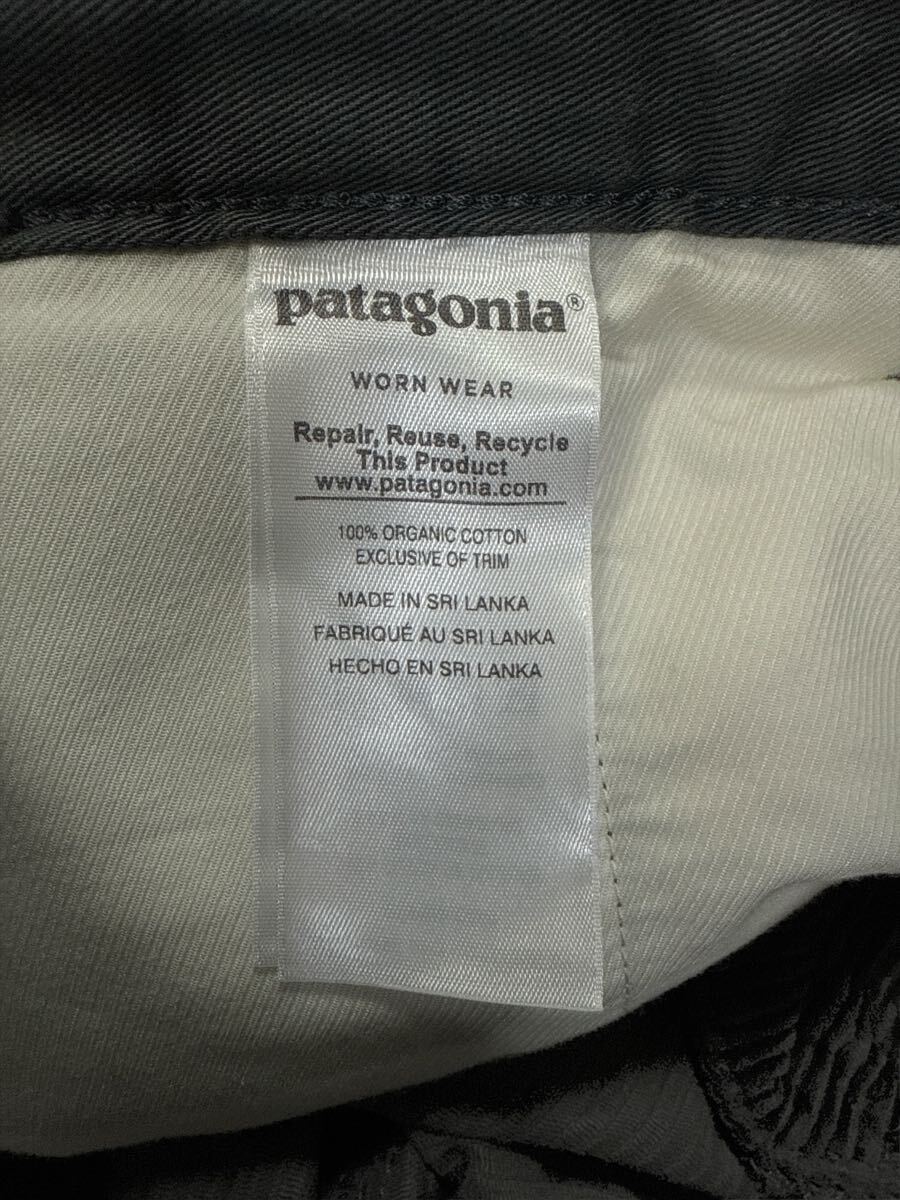 patagonia®
WORN WEAR
Repair, Reuse, Recycle
This Product
www.patagonia.com
100% ORGANIC COTTON
EXCLUSIVE OF TRIM
MADE IN SRI LANKA
FABRIQUÉ AU SRI LANKA
HECHO EN SRI LANKA